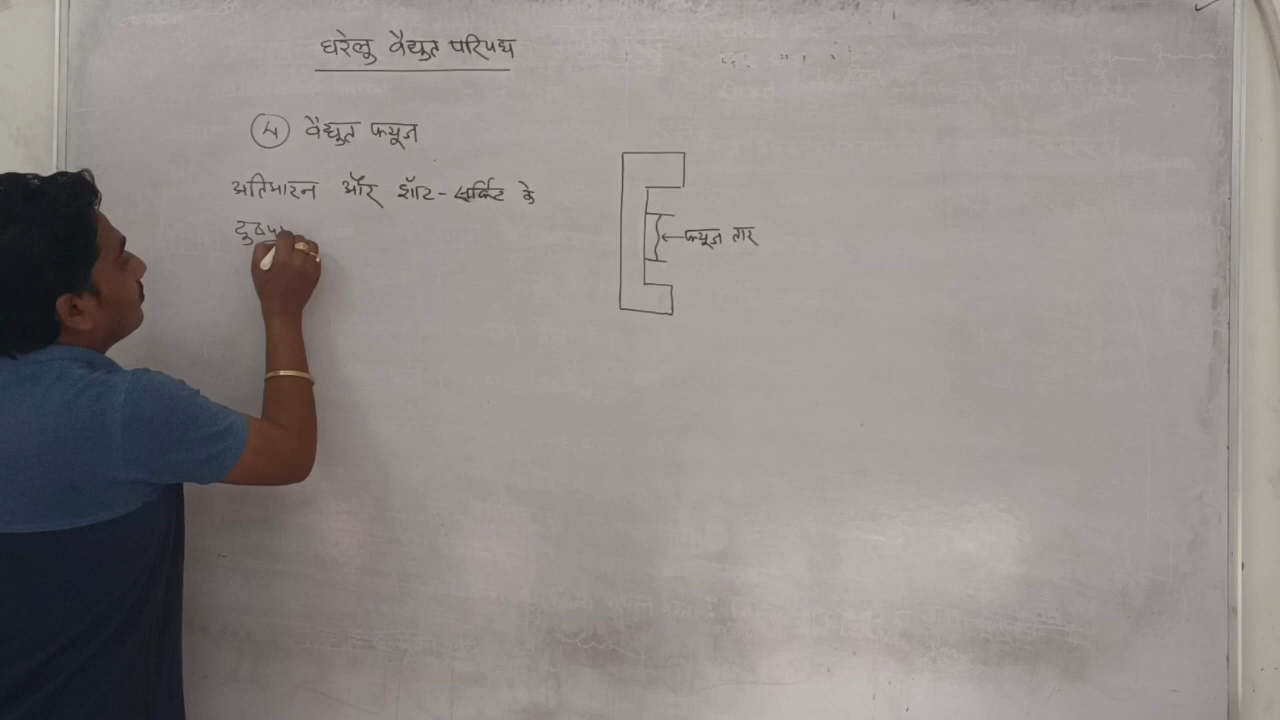 घरेलु वैद्युत परिपथ
4 वैद्युत फ्यूज
अतिभारन और शॉट-सर्किट के
फ्यूज तार